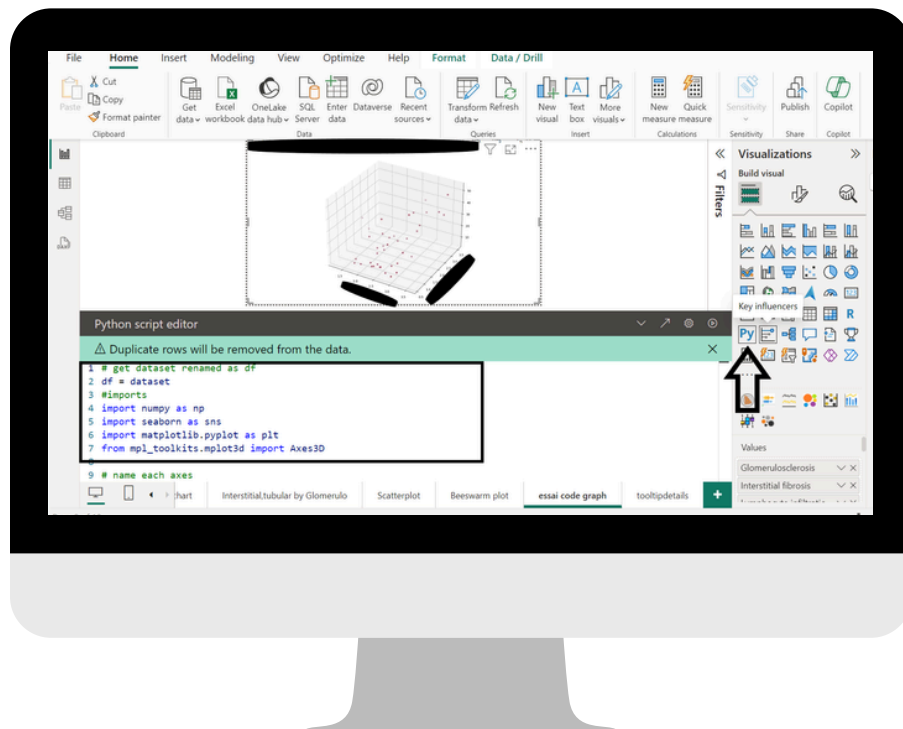 File Home Insert Modeling View Optimize Help Format Data / Drill
Paste
Cut
Copy
Format painter
Get data
Excel workbook
OneLake data hub
SQL Server
Enter data
Dataverse
Recent sources
Transform data
Refresh
New visual
Text box
More visuals
New measure
Quick measure
Sensitivity
Publish
Copilot
Clipboard Data Queries Insert Calculations Sensitivity Share Copilot
Filters
Visualizations
Build visual
Key influencers
R
Py
Values
Glomerulosclerosis
Interstitial fibrosis
Python script editor
Duplicate rows will be removed from the data.
1 # get dataset renamed as df
2 df = dataset
3 #imports
4 import numpy as np
5 import seaborn as sns
6 import matplotlib.pyplot as plt
7 from mpl_toolkits.mplot3d import Axes3D
9 # name each axes
Interstitial,tubular by Glomerulo Scatterplot Beeswarm plot essai code graph tooltipdetails +